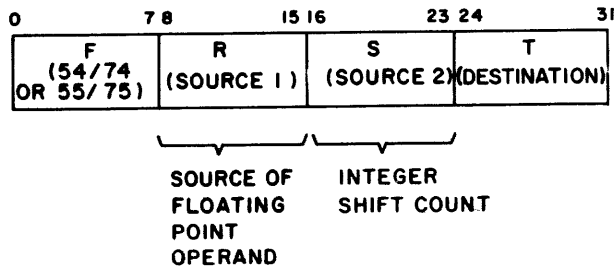 0 7 8 15 16 23 24 31
F R S T
(54/74 (SOURCE 1) (SOURCE 2) (DESTINATION)
OR 55/75)
SOURCE OF INTEGER
FLOATING SHIFT COUNT
POINT
OPERAND